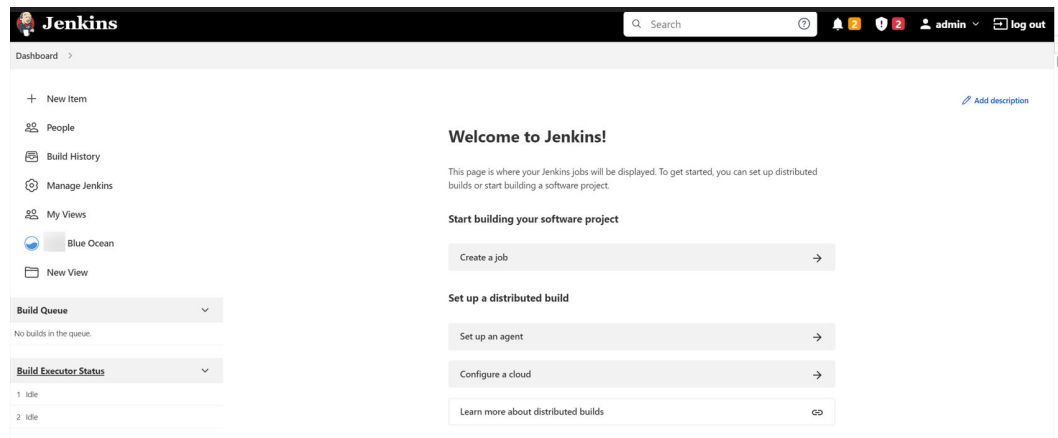 Jenkins
Search
2
2
admin
log out
Dashboard
New Item
People
Build History
Manage Jenkins
My Views
Blue Ocean
New View
Build Queue
No builds in the queue.
Build Executor Status
1 Idle
2 Idle
Add description
Welcome to Jenkins!
This page is where your Jenkins jobs will be displayed. To get started, you can set up distributed
builds or start building a software project.
Start building your software project
Create a job
Set up a distributed build
Set up an agent
Configure a cloud
Learn more about distributed builds